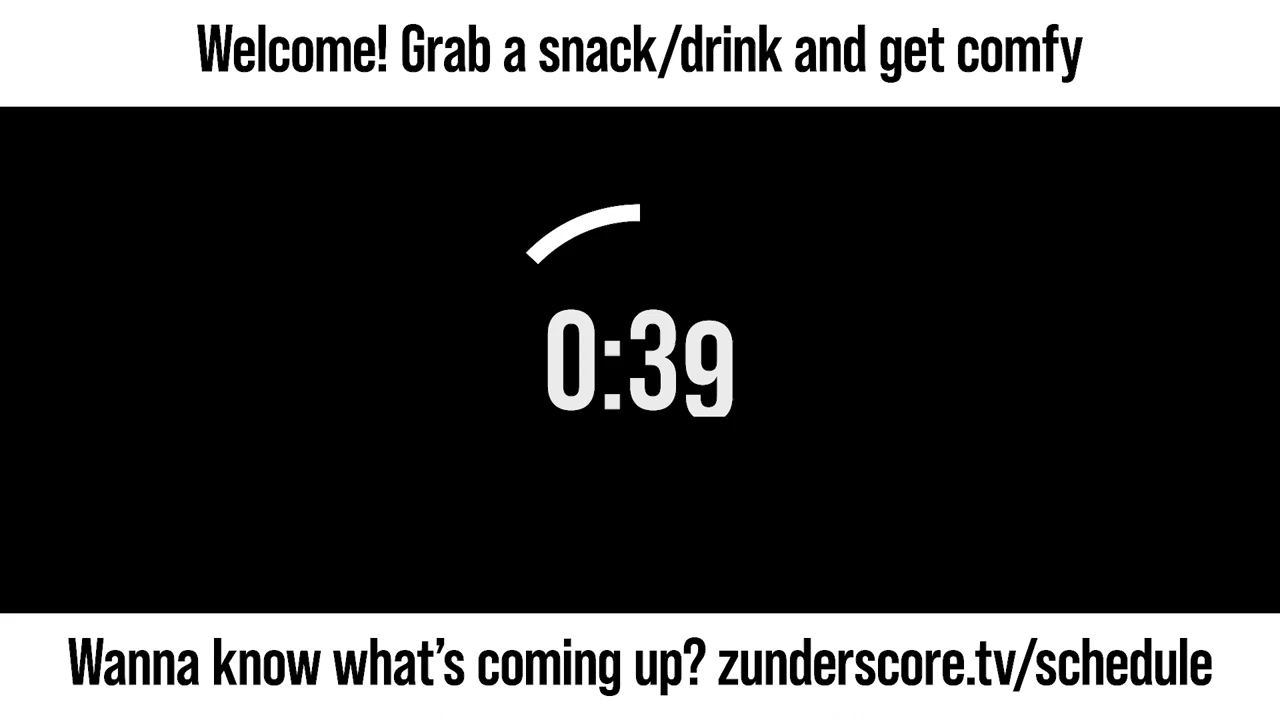 Welcome! Grab a snack/drink and get comfy
0:39
Wanna know what's coming up? zunderscore.tv/schedule